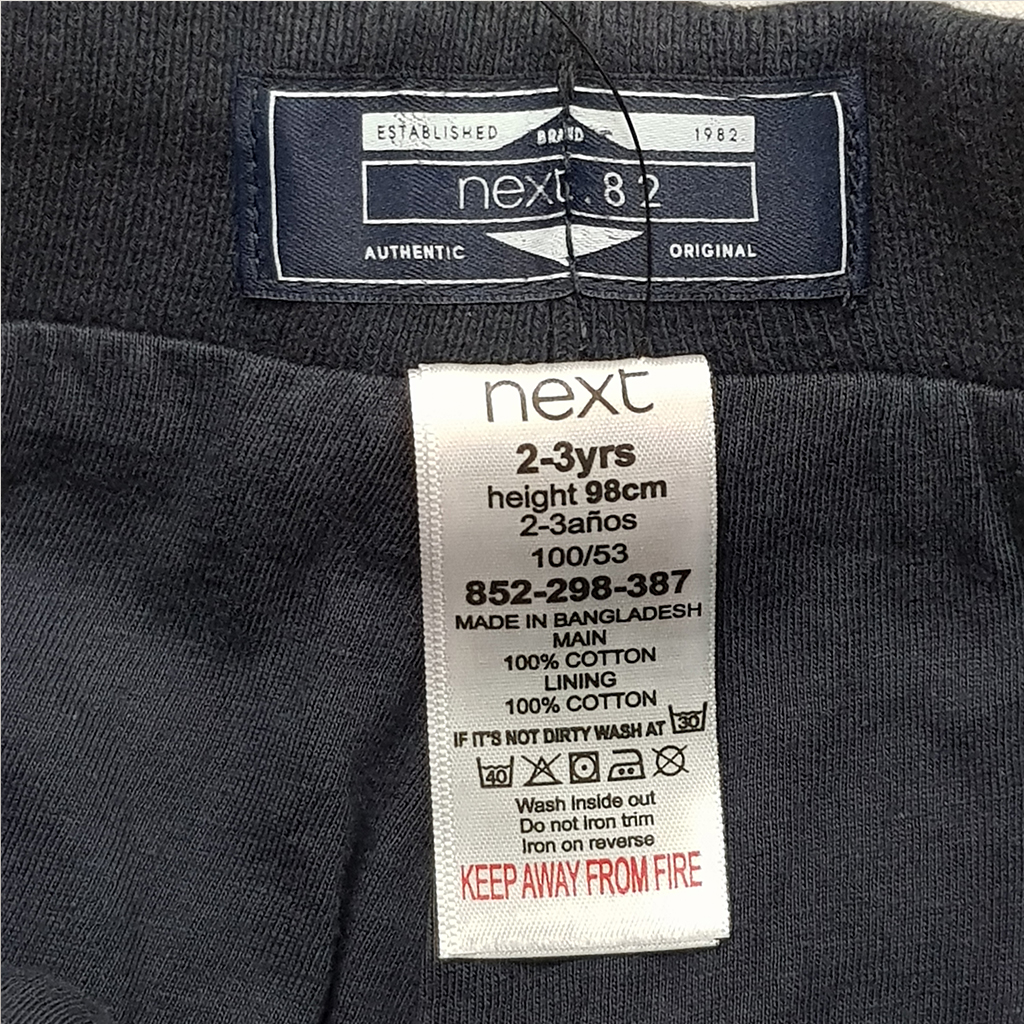 ESTABLISHED BRAND 1982.
next.82
AUTHENTIC ORIGINAL
next
2-3yrs
height 98cm
2-3años
100/53
852-298-387
MADE IN BANGLADESH
MAIN
100% COTTON
LINING
100% COTTON
IF IT'S NOT DIRTY WASH AT 30
40
Wash inside out
Do not iron trim
Iron on reverse
KEEP AWAY FROM FIRE